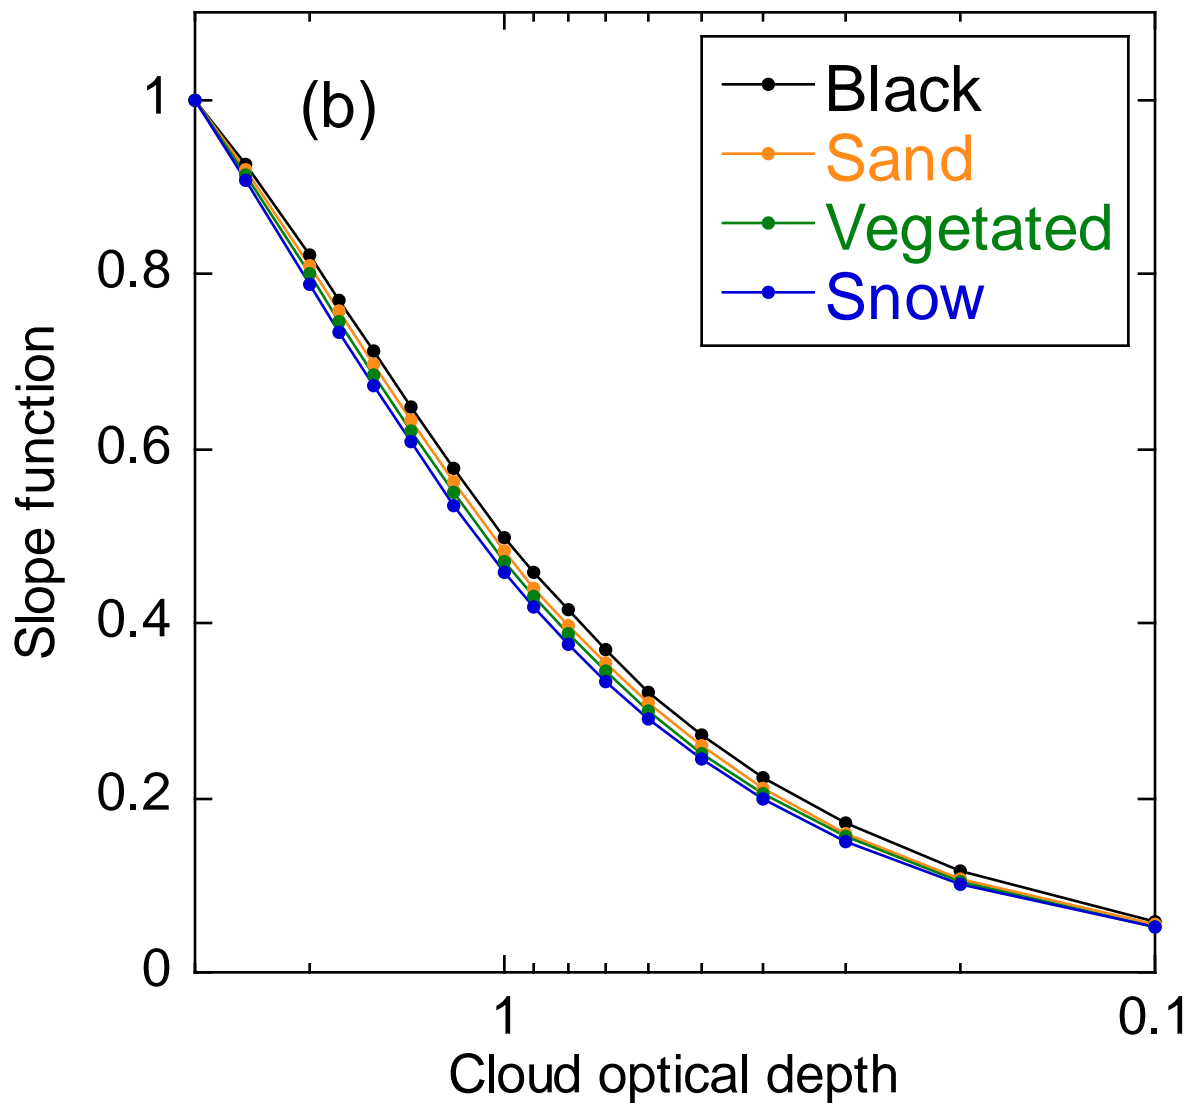 (b)
Black
Sand
Vegetated
Snow
Slope function
1
0.8
0.6
0.4
0.2
0
1
0.1
Cloud optical depth